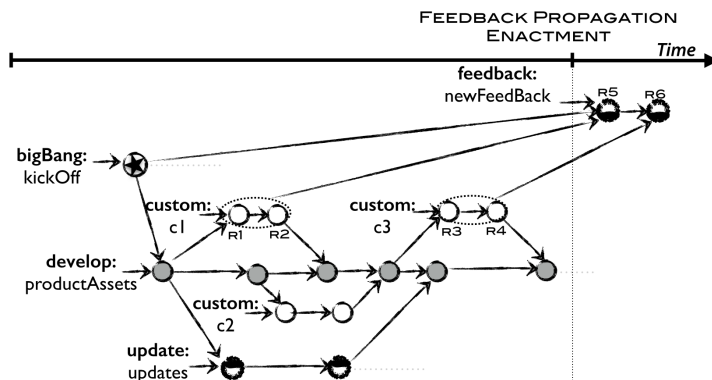 FEEDBACK PROPAGATION
ENACTMENT
Time
feedback:
newFeedBack
R5
R6
bigBang:
kickOff
custom:
c1
R1
R2
custom:
c3
R3
R4
develop:
productAssets
custom:
c2
update:
updates